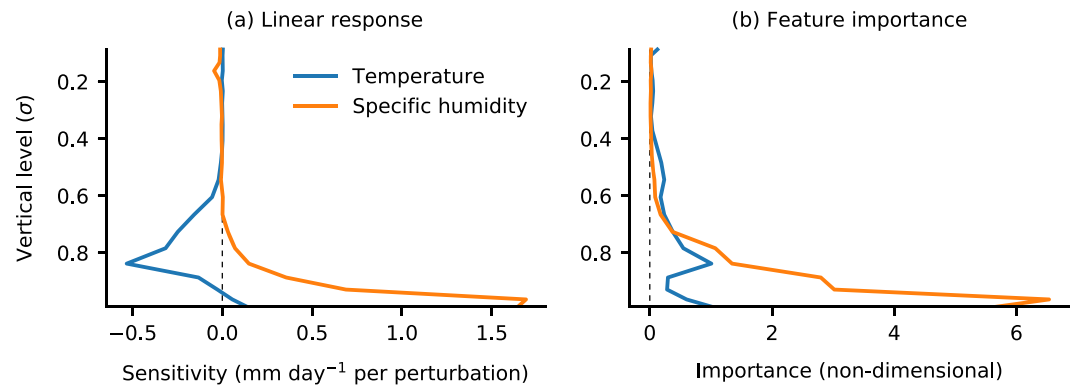 (a) Linear response
(b) Feature importance
Vertical level (σ)
0.2
0.4
0.6
0.8
Temperature
Specific humidity
−0.5 0.0 0.5 1.0 1.5
Sensitivity (mm day⁻¹ per perturbation)
0.2
0.4
0.6
0.8
0 2 4 6
Importance (non-dimensional)